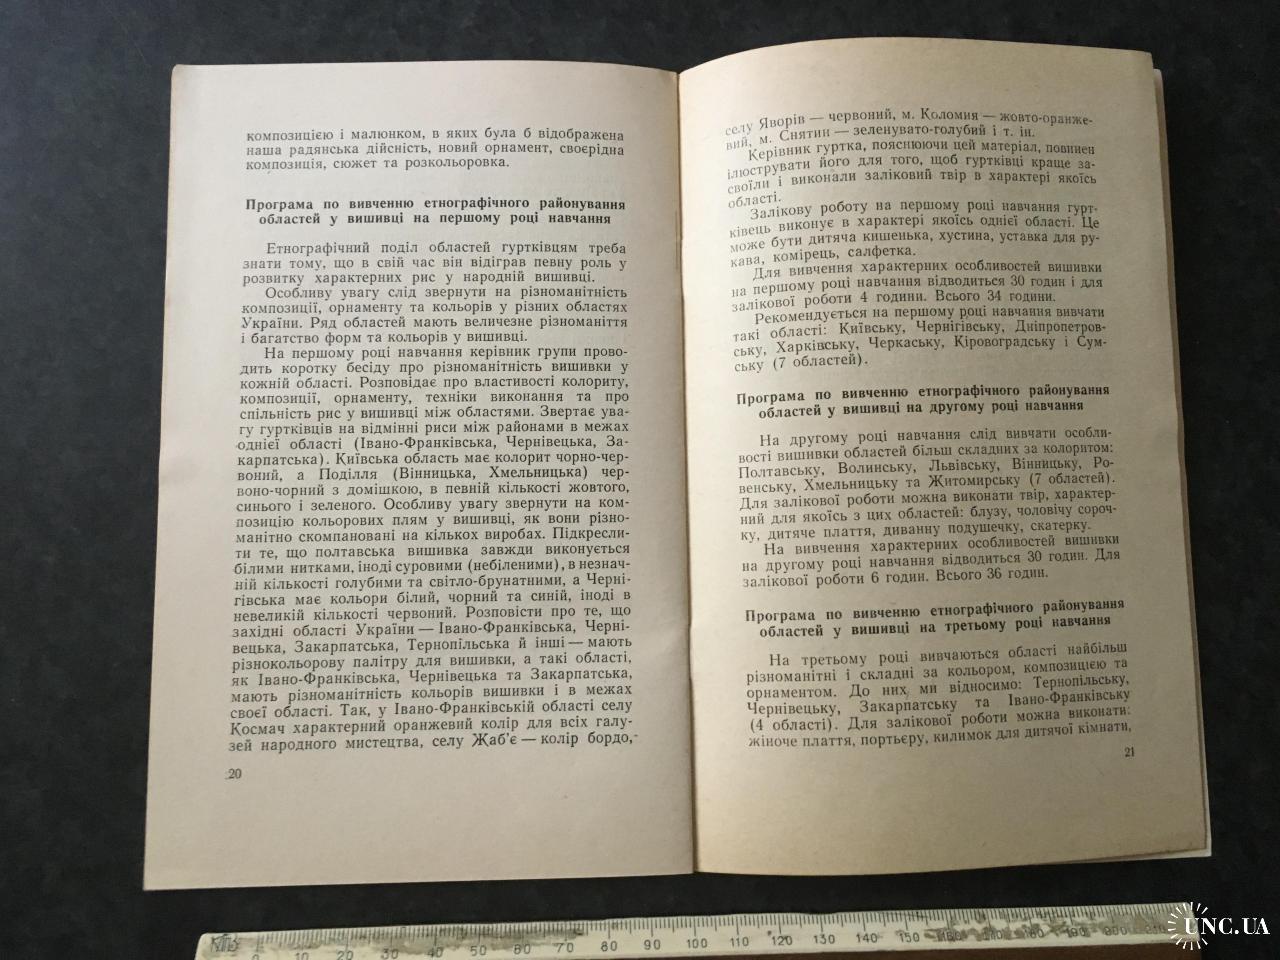 композицією і малюнком, в яких була б відображена
наша радянська дійсність, новий орнамент, своєрідна
композиція, сюжет та розкольоровка.
Програма по вивченню етнографічного районування
областей у вишивці на першому році навчання
Етнографічний поділ областей гуртківцям треба
знати тому, що в свій час він відіграв певну роль у
розвитку характерних рис у народній вишивці.
Особливу увагу слід звернути на різноманітність
композиції, орнаменту та кольорів у різних областях
України. Ряд областей мають величезне різноманіття
і багатство форм та кольорів у вишивці.
На першому році навчання керівник групи прово-
дить коротку бесіду про різноманітність вишивки у
кожній області. Розповідає про властивості колориту,
композиції, орнаменту, техніки виконання та про
спільність рис у вишивці між областями. Звертає ува-
гу гуртківців на відмінні риси між районами в межах
однієї області (Івано-Франківська, Чернівецька, За-
карпатська). Київська область має колорит чорно-чер-
воний, а Поділля (Вінницька, Хмельницька) чер-
воно-чорний з домішкою, в певній кількості жовтого,
синього і зеленого. Особливу увагу звернути на ком-
позицію кольорових плям у вишивці, як вони різно-
манітно скомпановані на кількох виробах. Підкресли-
ти те, що полтавська вишивка завжди виконується
білими нитками, іноді суровими (небіленими), в незнач-
ній кількості голубими та світло-брунатними, а Черні-
гівська має кольори білий, чорний та синій, іноді в
невеликій кількості червоний. Розповісти про те, що
західні області України — Івано-Франківська, Черні-
вецька, Закарпатська, Тернопільська й інші — мають
різнокольорову палітру для вишивки, а такі області,
як Івано-Франківська, Чернівецька та Закарпатська,
мають різноманітність кольорів вишивки і в межах
своєї області. Так, у Івано-Франківській області селу
Космач характерний оранжевий колір для всіх галу-
зей народного мистецтва, селу Жаб'є — колір бордо,
20
селу Яворів — червоний, м. Коломия — жовто-оранже-
вий, м. Снятин — зеленувато-голубий і т. ін.
Керівник гуртка, пояснюючи цей матеріал, повинен
ілюструвати його для того, щоб гуртківці краще за-
своїли і виконали заліковий твір в характері якоїсь
області.
Залікову роботу на першому році навчання гурт-
ківець виконує в характері якоїсь однієї області. Це
може бути дитяча кишенька, хустина, уставка для ру-
кава, комірець, салфетка.
Для вивчення характерних особливостей вишивки
на першому році навчання відводиться 30 годин і для
залікової роботи 4 години. Всього 34 години.
Рекомендується на першому році навчання вивчати
такі області: Київську, Чернігівську, Дніпропетров-
ську, Харківську, Черкаську, Кіровоградську і Сум-
ську (7 областей).
Програма по вивченню етнографічного районування
областей у вишивці на другому році навчання
На другому році навчання слід вивчати особли-
вості вишивки областей більш складних за колоритом:
Полтавську, Волинську, Львівську, Вінницьку, Ро-
венську, Хмельницьку та Житомирську (7 областей).
Для залікової роботи можна виконати твір, характер-
ний для якоїсь з цих областей: блузу, чоловічу сороч-
ку, дитяче плаття, диванну подушечку, скатерку.
На вивчення характерних особливостей вишивки
на другому році навчання відводиться 30 годин. Для
залікової роботи 6 годин. Всього 36 годин.
Програма по вивченню етнографічного районування
областей у вишивці на третьому році навчання
На третьому році вивчаються області найбільш
різноманітні і складні за кольором, композицією та
орнаментом. До них ми відносимо: Тернопільську,
Чернівецьку, Закарпатську та Івано-Франківську
(4 області). Для залікової роботи можна виконати:
жіноче плаття, портьєру, килимок для дитячої кімнати,
21
0 10 20 30 40 50 60 70 80 90 100 110 120 130 140 150 160 170 180 190 200 210
UNC.UA